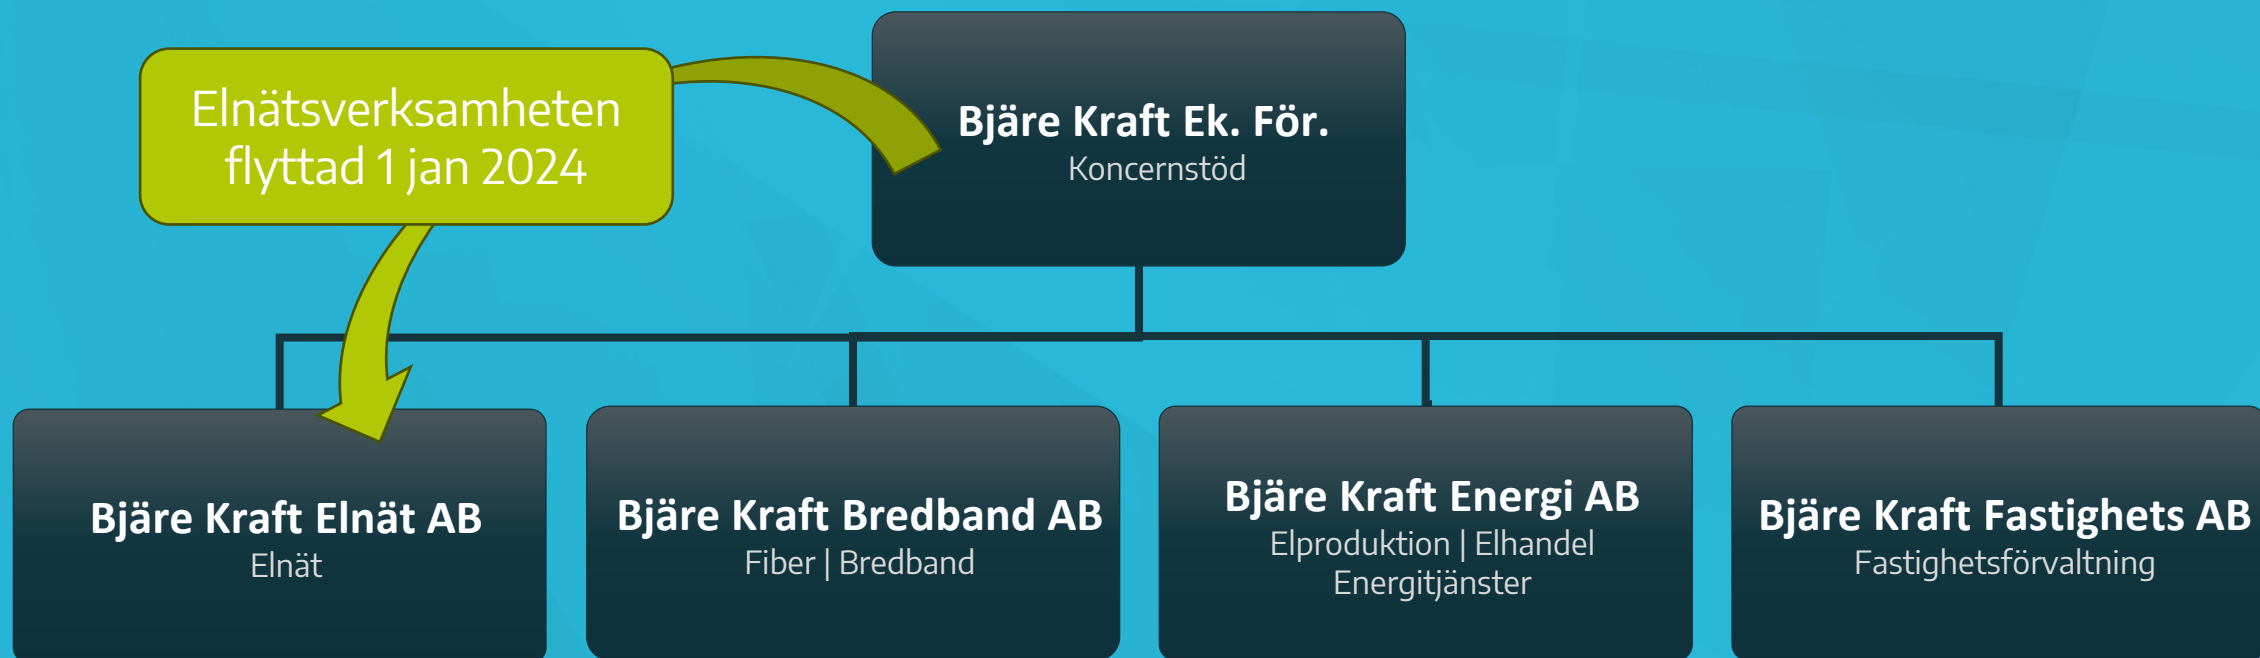 Elnätsverksamheten
flyttad 1 jan 2024
Bjäre Kraft Ek. För.
Koncernstöd
Bjäre Kraft Elnät AB
Elnät
Bjäre Kraft Bredband AB
Fiber | Bredband
Bjäre Kraft Energi AB
Elproduktion | Elhandel
Energitjänster
Bjäre Kraft Fastighets AB
Fastighetsförvaltning